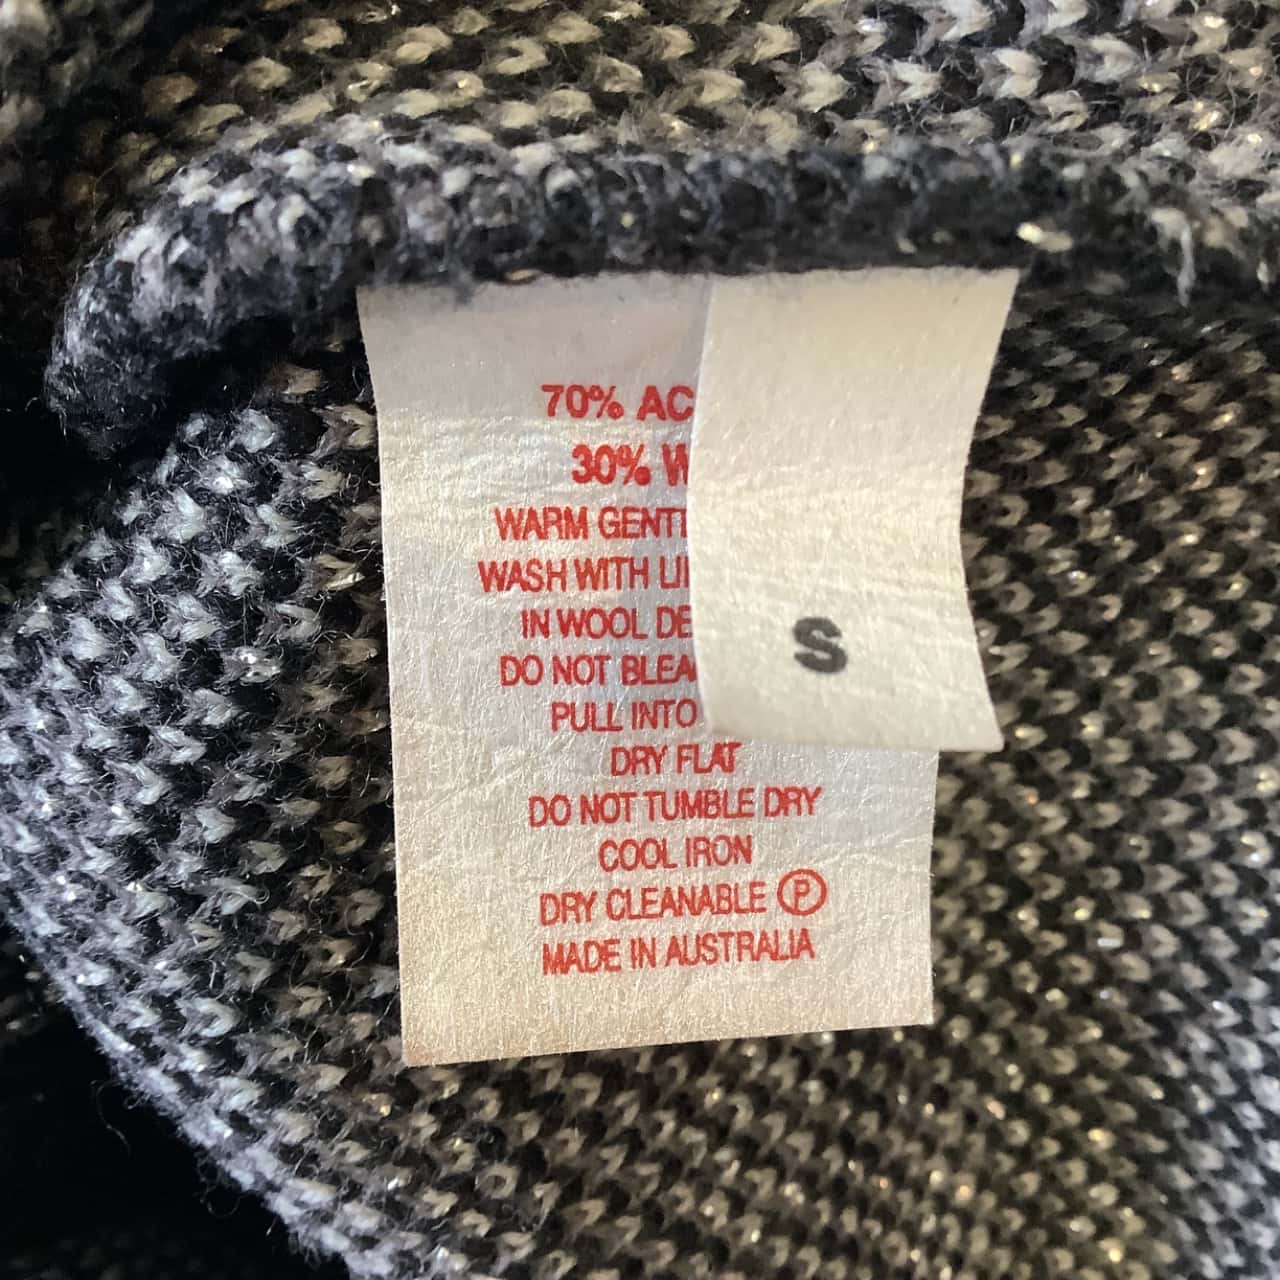 70% AC
30% W
WARM GENT
WASH WITH LI
IN WOOL DE
DO NOT BLEA
PULL INTO
DRY FLAT
DO NOT TUMBLE DRY
COOL IRON
DRY CLEANABLE Ⓟ
MADE IN AUSTRALIA
S